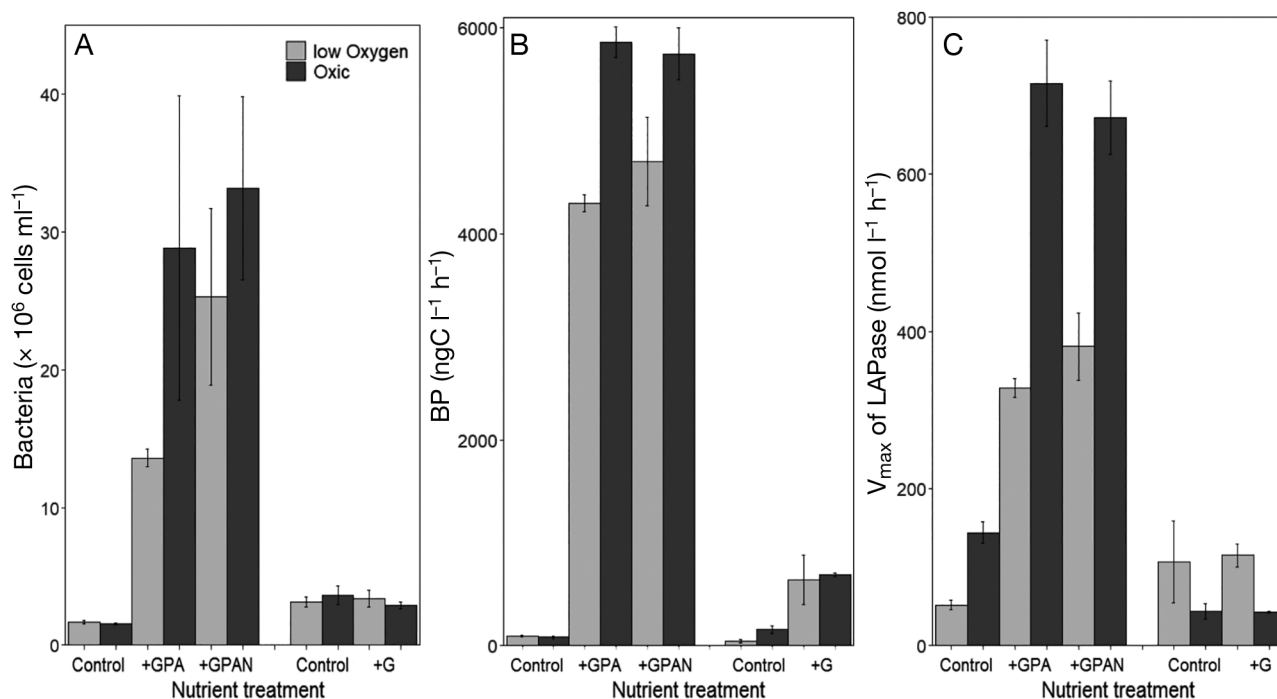 A
low Oxygen
Oxic
40
30
20
10
0
Bacteria (× 10⁶ cells ml⁻¹)
Control +GPA +GPAN Control +G
Nutrient treatment
B
6000
4000
2000
0
BP (ngC l⁻¹ h⁻¹)
Control +GPA +GPAN Control +G
Nutrient treatment
C
800
600
400
200
0
Vmax of LAPase (nmol l⁻¹ h⁻¹)
Control +GPA +GPAN Control +G
Nutrient treatment